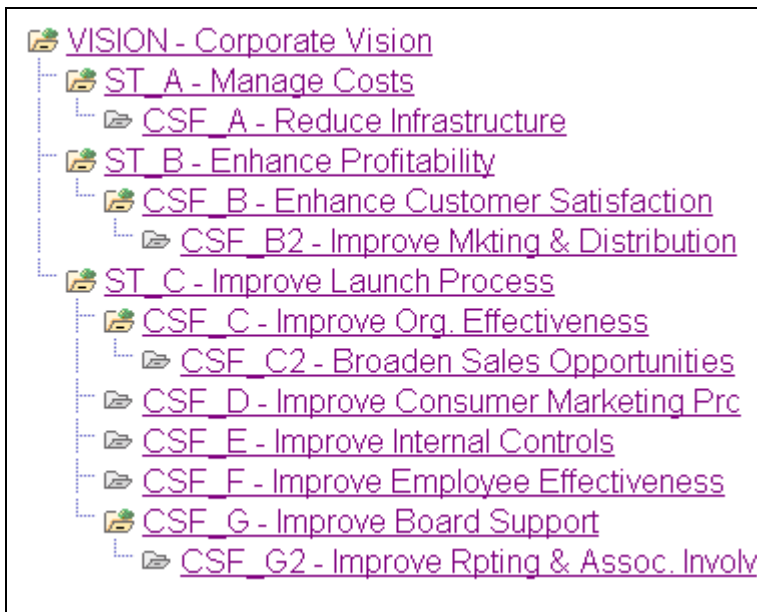 VISION - Corporate Vision
ST_A - Manage Costs
CSF_A - Reduce Infrastructure
ST_B - Enhance Profitability
CSF_B - Enhance Customer Satisfaction
CSF_B2 - Improve Mkting & Distribution
ST_C - Improve Launch Process
CSF_C - Improve Org. Effectiveness
CSF_C2 - Broaden Sales Opportunities
CSF_D - Improve Consumer Marketing Prc
CSF_E - Improve Internal Controls
CSF_F - Improve Employee Effectiveness
CSF_G - Improve Board Support
CSF_G2 - Improve Rpting & Assoc. Involv